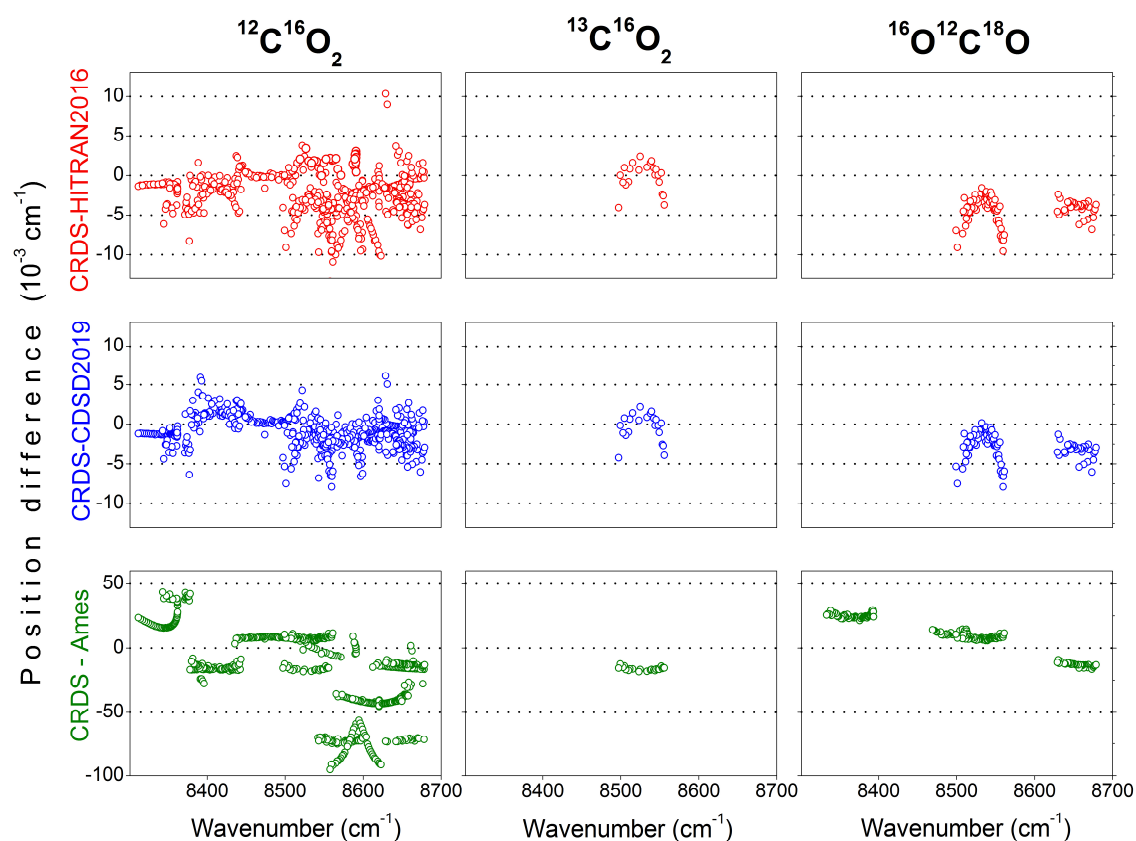 ¹²C¹⁶O₂ ¹³C¹⁶O₂ ¹⁶O¹²C¹⁸O
Position difference (10⁻³ cm⁻¹)
CRDS-HITRAN2016
10
5
0
-5
-10
CRDS-CDSD2019
10
5
0
-5
-10
CRDS - Ames
50
0
-50
-100
8400 8500 8600 8700 8400 8500 8600 8700 8400 8500 8600 8700
Wavenumber (cm⁻¹) Wavenumber (cm⁻¹) Wavenumber (cm⁻¹)